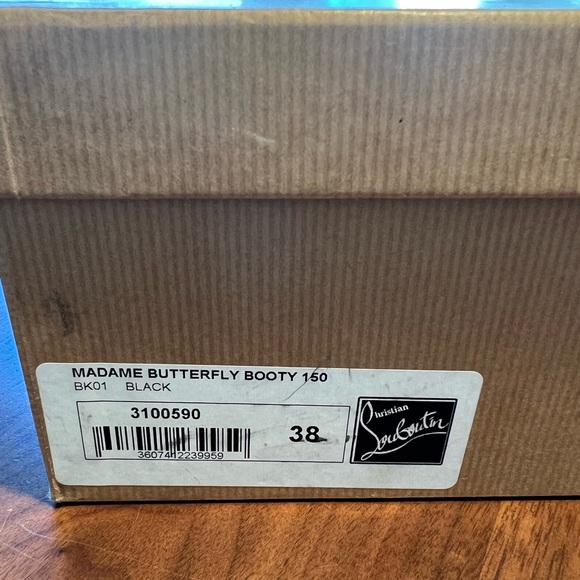 MADAME BUTTERFLY BOOTY 150
BK01 BLACK
3100590
38
3607412239959
Christian
Louboutin